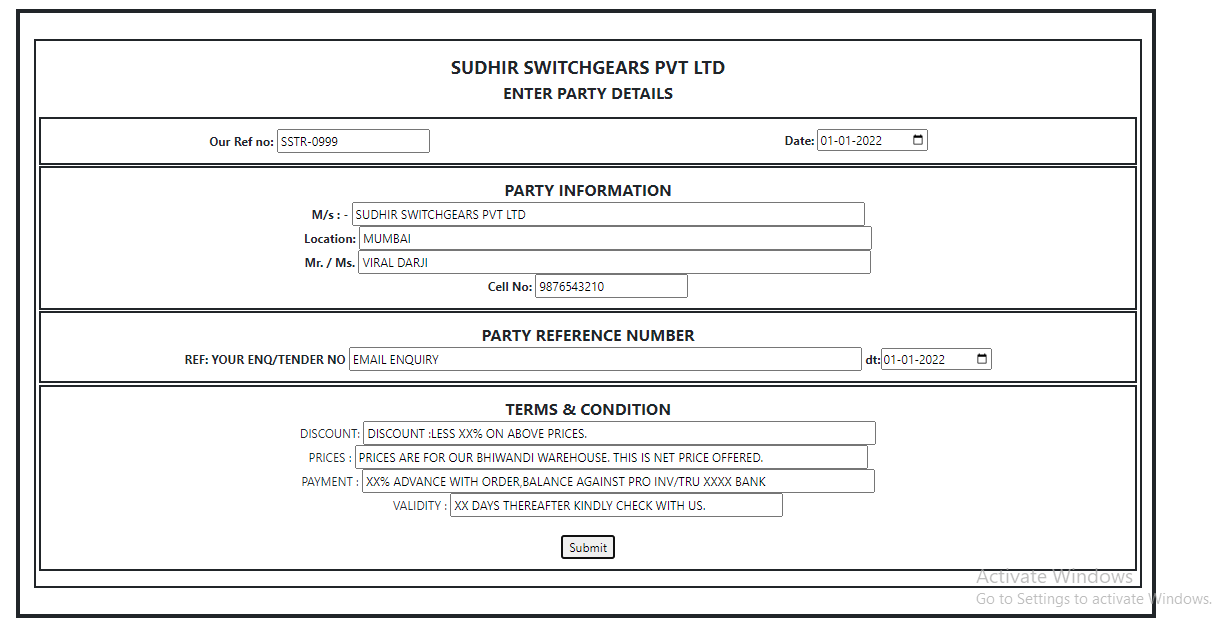 SUDHIR SWITCHGEARS PVT LTD
ENTER PARTY DETAILS
Our Ref no: SSTR-0999 Date: 01-01-2022
PARTY INFORMATION
M/s : - SUDHIR SWITCHGEARS PVT LTD
Location: MUMBAI
Mr. / Ms. VIRAL DARJI
Cell No: 9876543210
PARTY REFERENCE NUMBER
REF: YOUR ENQ/TENDER NO EMAIL ENQUIRY dt: 01-01-2022
TERMS & CONDITION
DISCOUNT: DISCOUNT :LESS XX% ON ABOVE PRICES.
PRICES : PRICES ARE FOR OUR BHIWANDI WAREHOUSE. THIS IS NET PRICE OFFERED.
PAYMENT : XX% ADVANCE WITH ORDER,BALANCE AGAINST PRO INV/TRU XXXX BANK
VALIDITY : XX DAYS THEREAFTER KINDLY CHECK WITH US.
Submit
Activate Windows
Go to Settings to activate Windows.